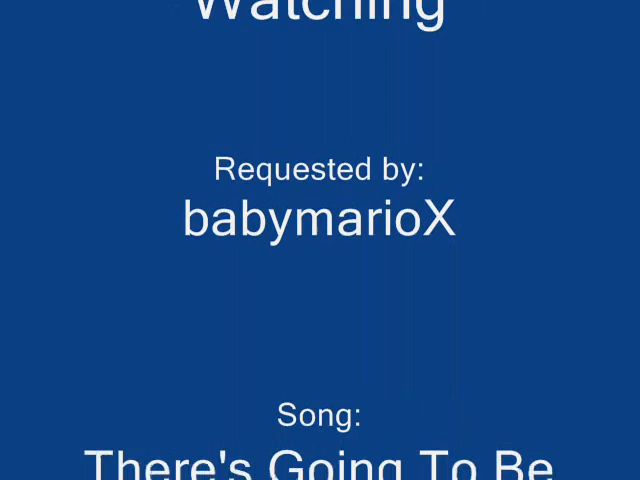 Watching
Requested by:
babymarioX
Song:
There's Going To Be